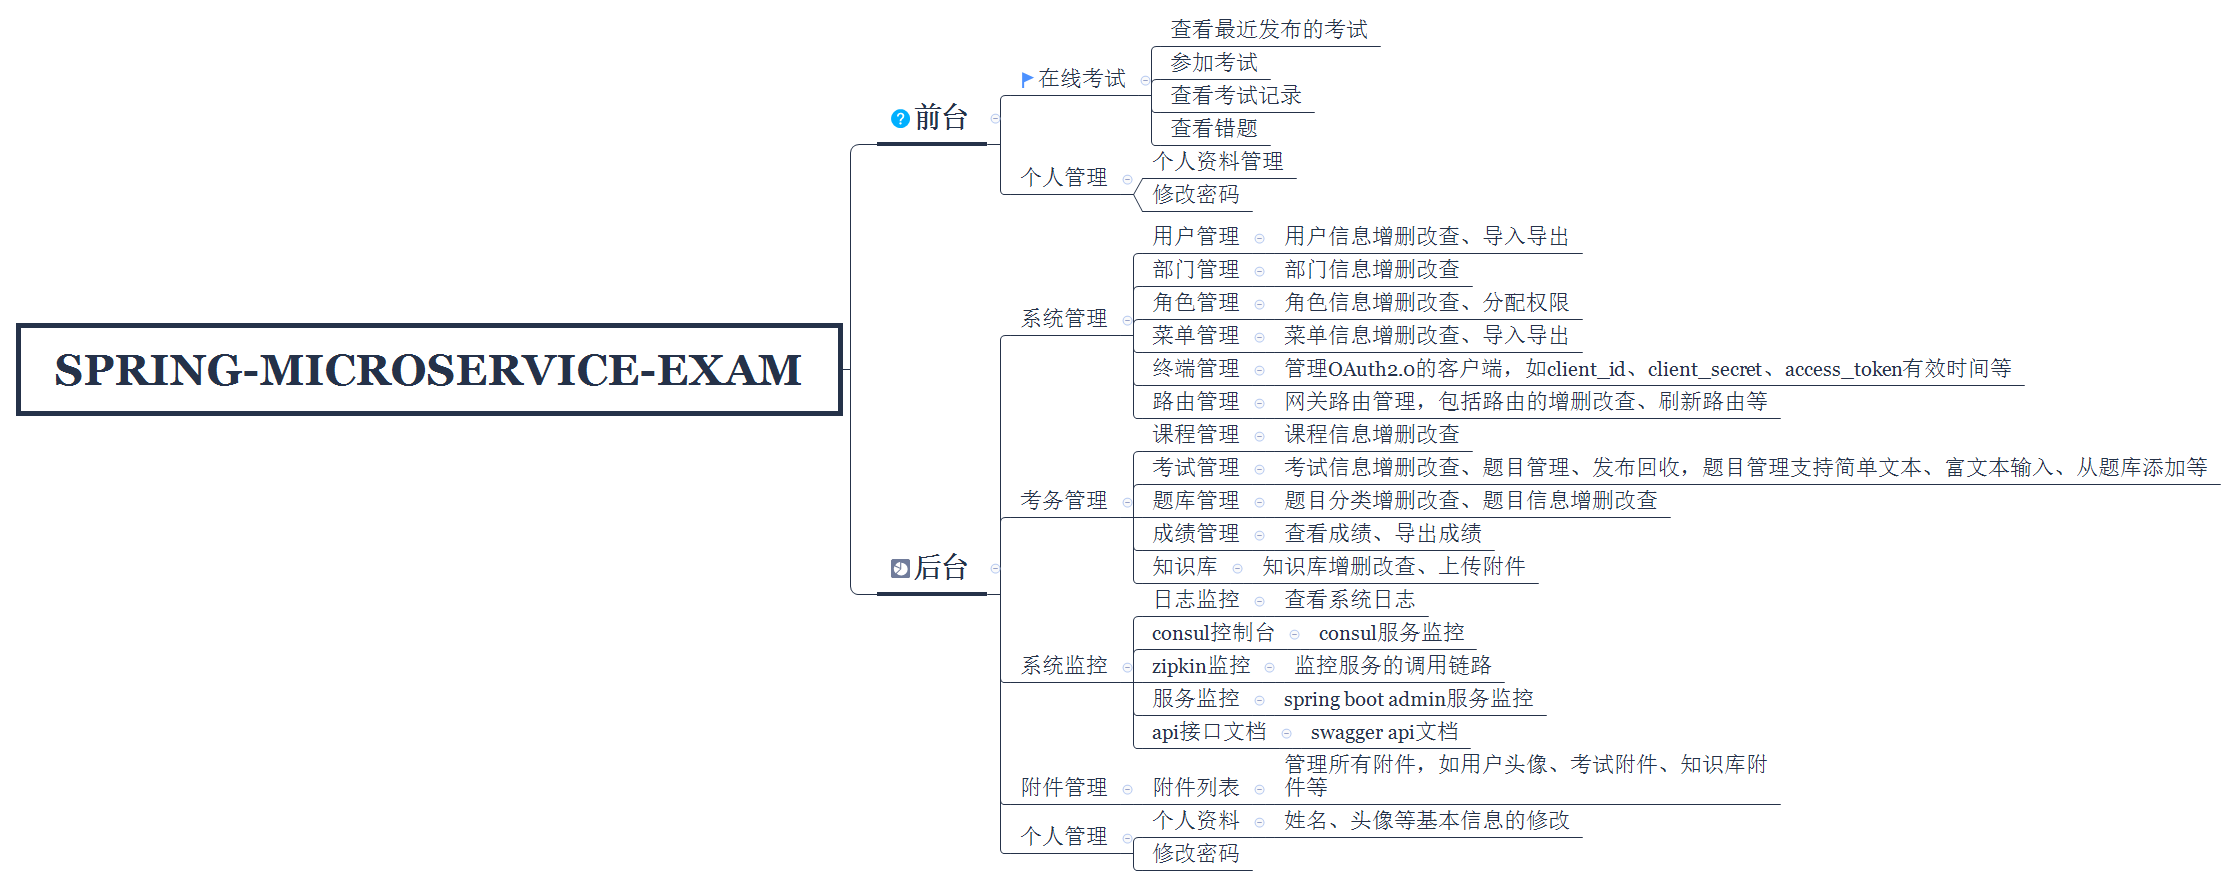 SPRING-MICROSERVICE-EXAM
前台
在线考试
查看最近发布的考试
参加考试
查看考试记录
查看错题
个人管理
个人资料管理
修改密码
后台
系统管理
用户管理 用户信息增删改查、导入导出
部门管理 部门信息增删改查
角色管理 角色信息增删改查、分配权限
菜单管理 菜单信息增删改查、导入导出
终端管理 管理OAuth2.0的客户端，如client_id、client_secret、access_token有效时间等
路由管理 网关路由管理，包括路由的增删改查、刷新路由等
考务管理
课程管理 课程信息增删改查
考试管理 考试信息增删改查、题目管理、发布回收，题目管理支持简单文本、富文本输入、从题库添加等
题库管理 题目分类增删改查、题目信息增删改查
成绩管理 查看成绩、导出成绩
知识库 知识库增删改查、上传附件
系统监控
日志监控 查看系统日志
consul控制台 consul服务监控
zipkin监控 监控服务的调用链路
服务监控 spring boot admin服务监控
api接口文档 swagger api文档
附件管理
附件列表
管理所有附件，如用户头像、考试附件、知识库附
件等
个人管理
个人资料 姓名、头像等基本信息的修改
修改密码